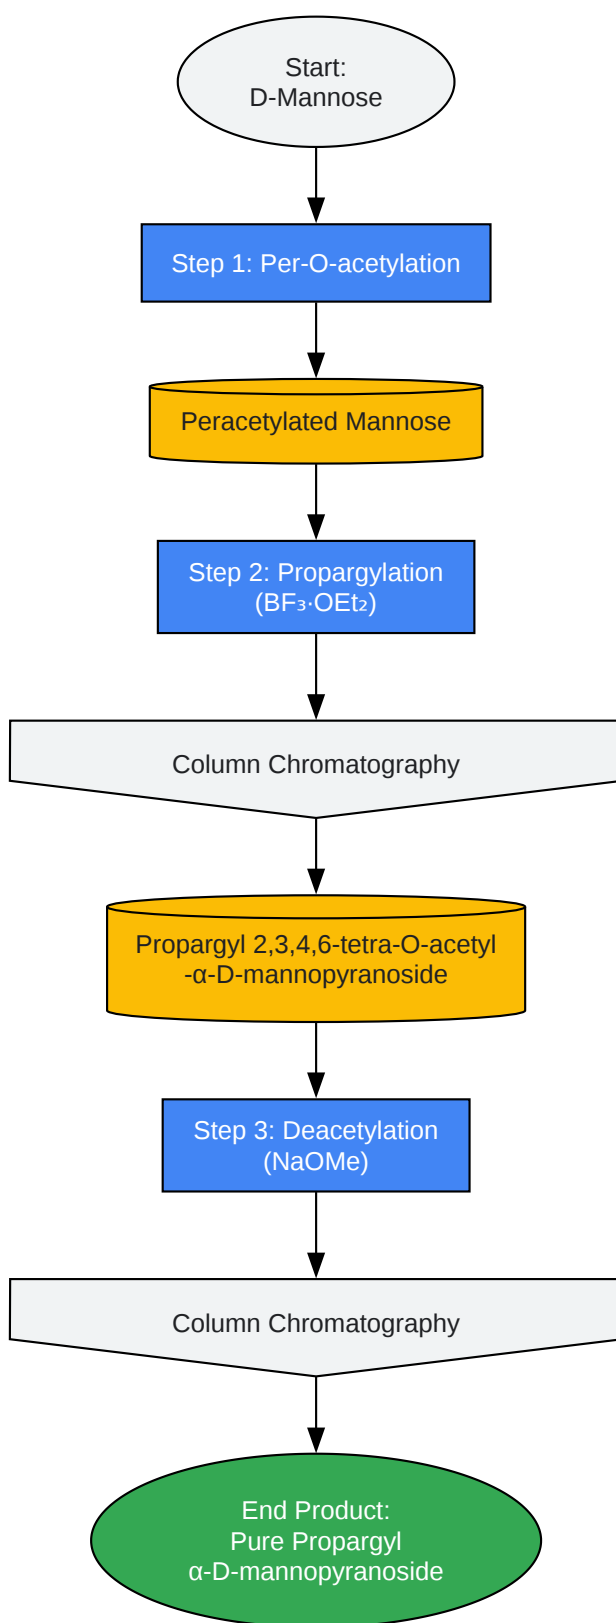 Start:
D-Mannose
Step 1: Per-O-acetylation
Peracetylated Mannose
Step 2: Propargylation
(BF₃·OEt₂)
Column Chromatography
Propargyl 2,3,4,6-tetra-O-acetyl
-α-D-mannopyranoside
Step 3: Deacetylation
(NaOMe)
Column Chromatography
End Product:
Pure Propargyl
α-D-mannopyranoside